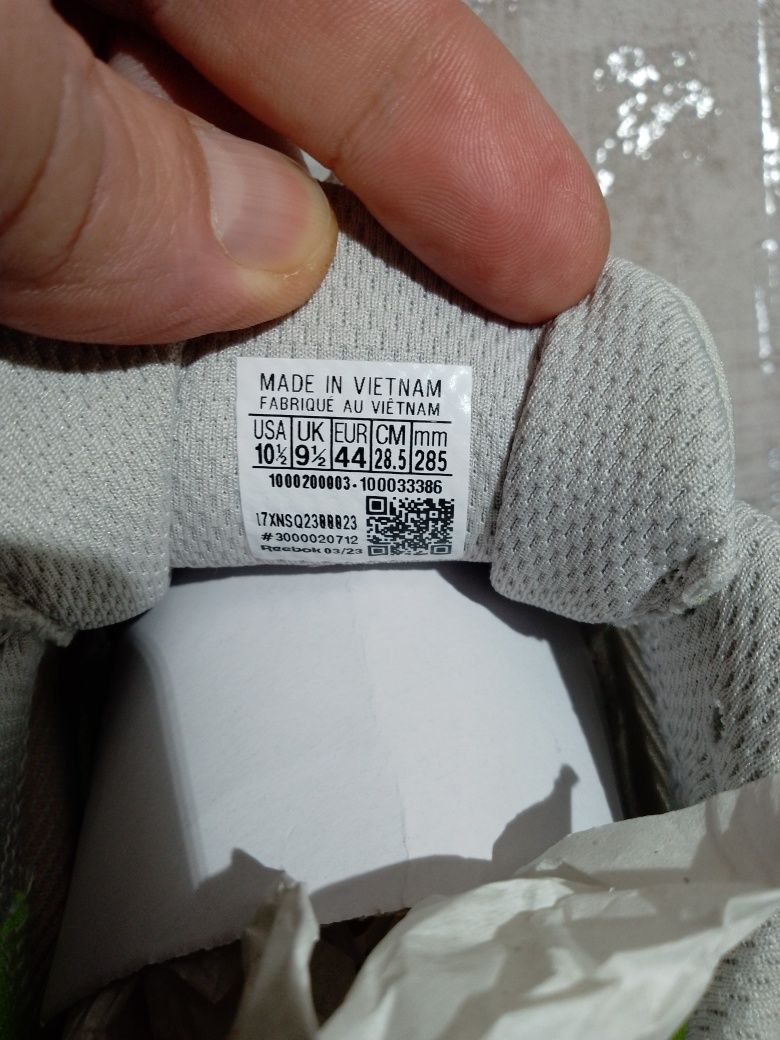 MADE IN VIETNAM
FABRIQUÉ AU VIÊTNAM
USA UK EUR CM mm
10½ 9½ 44 28.5 285
1000200003-100033386
#3000020712
Reebok 03/23